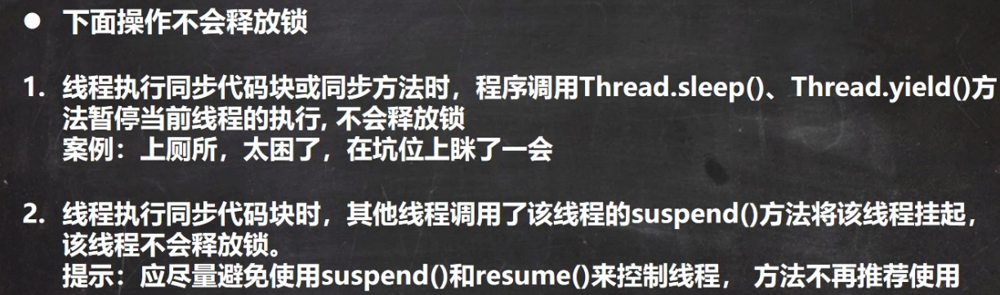 ● 下面操作不会释放锁
1. 线程执行同步代码块或同步方法时，程序调用Thread.sleep()、Thread.yield()方
法暂停当前线程的执行, 不会释放锁
案例：上厕所，太困了，在坑位上眯了一会
2. 线程执行同步代码块时，其他线程调用了该线程的suspend()方法将该线程挂起，
该线程不会释放锁。
提示：应尽量避免使用suspend()和resume()来控制线程， 方法不再推荐使用